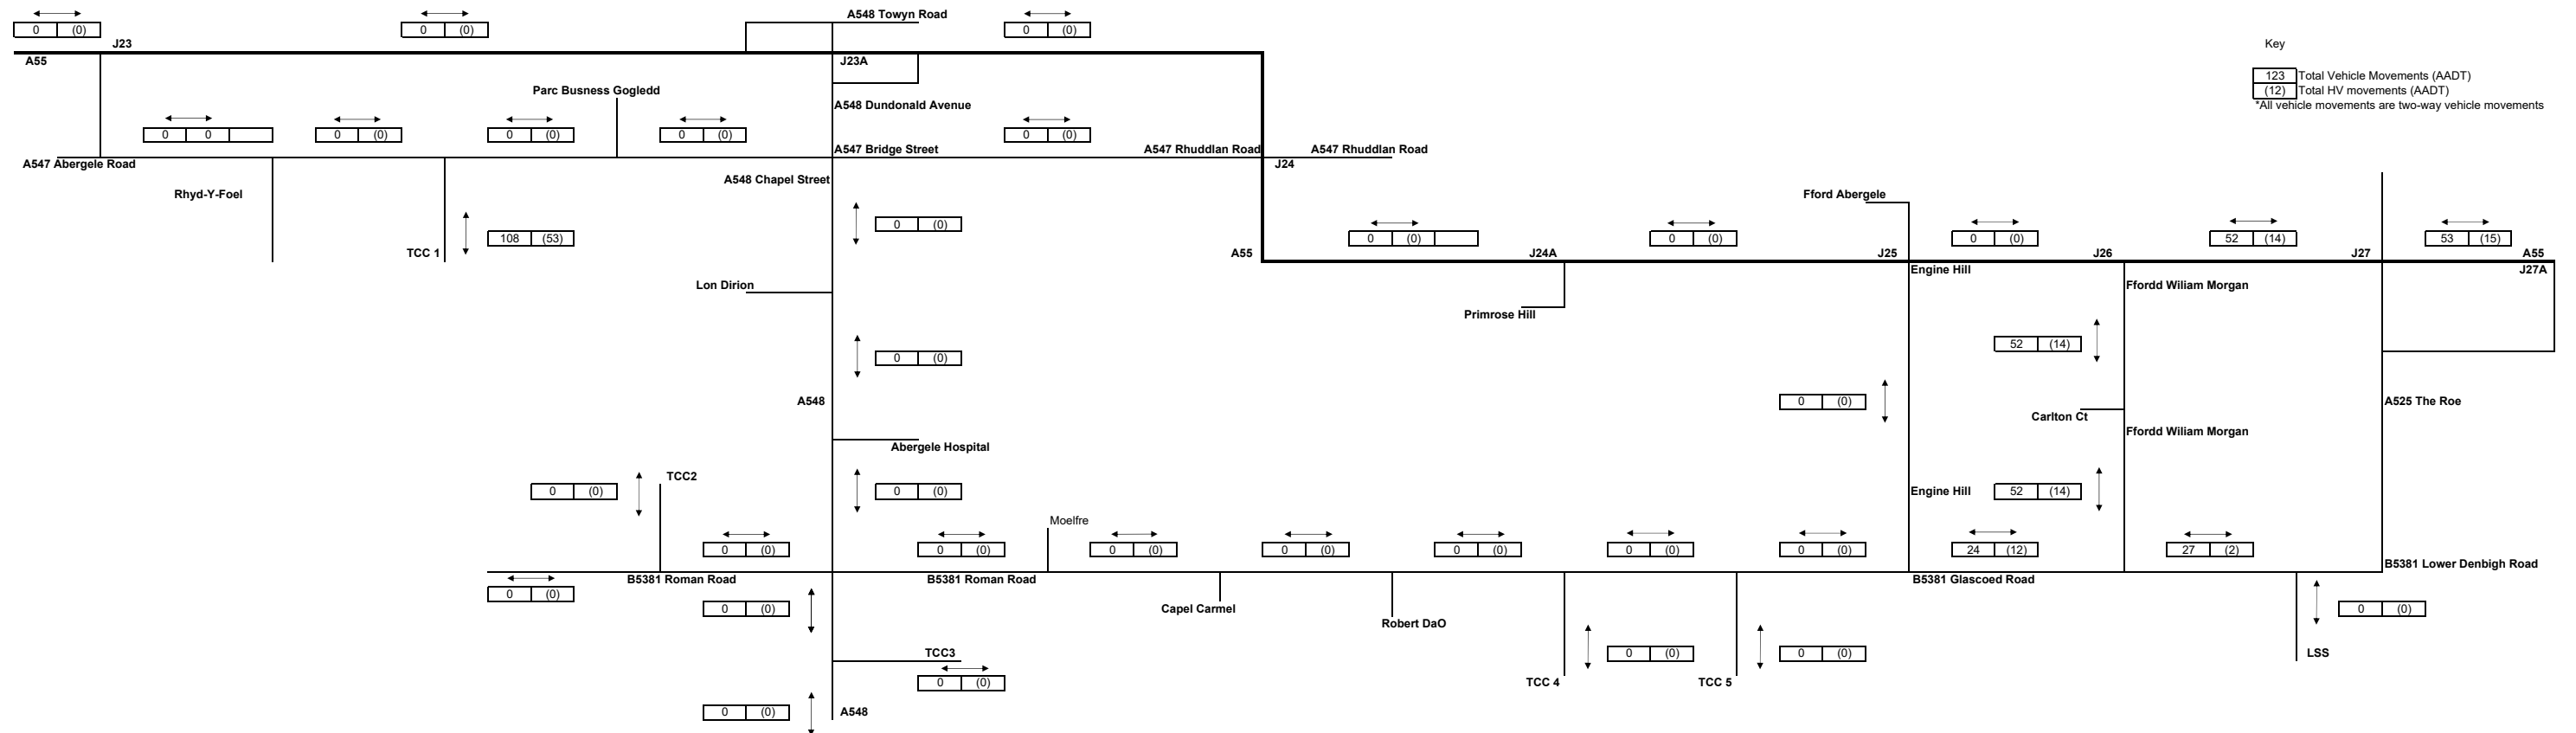 A548 Towyn Road
0 (0)
0 (0)
0 (0)
J23
Key
A55
J23A
123 Total Vehicle Movements (AADT)
(12) Total HV movements (AADT)
*All vehicle movements are two-way vehicle movements
Parc Busness Gogledd
A548 Dundonald Avenue
0 0
0 (0)
0 (0)
0 (0)
0 (0)
A547 Bridge Street
A547 Rhuddlan Road
A547 Rhuddlan Road
A547 Abergele Road
J24
A548 Chapel Street
Rhyd-Y-Foel
Fford Abergele
0 (0)
108 (53)
0 (0)
0 (0)
0 (0)
52 (14)
53 (15)
TCC 1
A55
J24A
J25
J26
J27
A55
Engine Hill
J27A
Lon Dirion
Ffordd Wiliam Morgan
Primrose Hill
52 (14)
0 (0)
A548
0 (0)
A525 The Roe
Carlton Ct
Ffordd Wiliam Morgan
Abergele Hospital
TCC2
0 (0)
0 (0)
Engine Hill
52 (14)
Moelfre
0 (0)
0 (0)
0 (0)
0 (0)
0 (0)
0 (0)
0 (0)
24 (12)
27 (2)
B5381 Lower Denbigh Road
B5381 Roman Road
B5381 Roman Road
B5381 Glascoed Road
0 (0)
0 (0)
Capel Carmel
0 (0)
Robert DaO
TCC3
0 (0)
0 (0)
LSS
0 (0)
TCC 4
TCC 5
0 (0)
A548